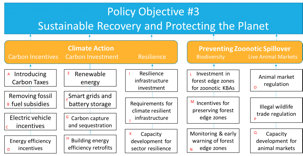 Policy Objective #3
Sustainable Recovery and Protecting the Planet
Climate Action
Preventing Zoonotic Spillover
Carbon Incentives
Carbon Investment
Resilience
Biodiversity
Live Animal Markets
Introducing
Carbon Taxes
Removing fossil
fuel subsidies
Electric vehicle
incentives
Energy efficiency
incentives
Renewable
energy
Smart grids and
battery storage
Carbon capture
and sequestration
Building energy
efficiency retrofits
Resilience
infrastructure
investment
Requirements for
climate resilient
infrastructure
Capacity
development for
sector resilience
Investment in
forest edge zones
for zoonotic KBAs
Incentives for
preserving forest
edge zones
Monitoring & early
warning of forest
edge zones
Animal market
regulation
Illegal wildlife
trade regulation
Capacity
development for
animal markets